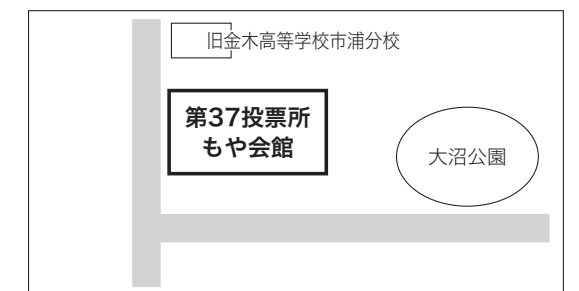 旧金木高等学校市浦分校
第37投票所
もや会館
大沼公園